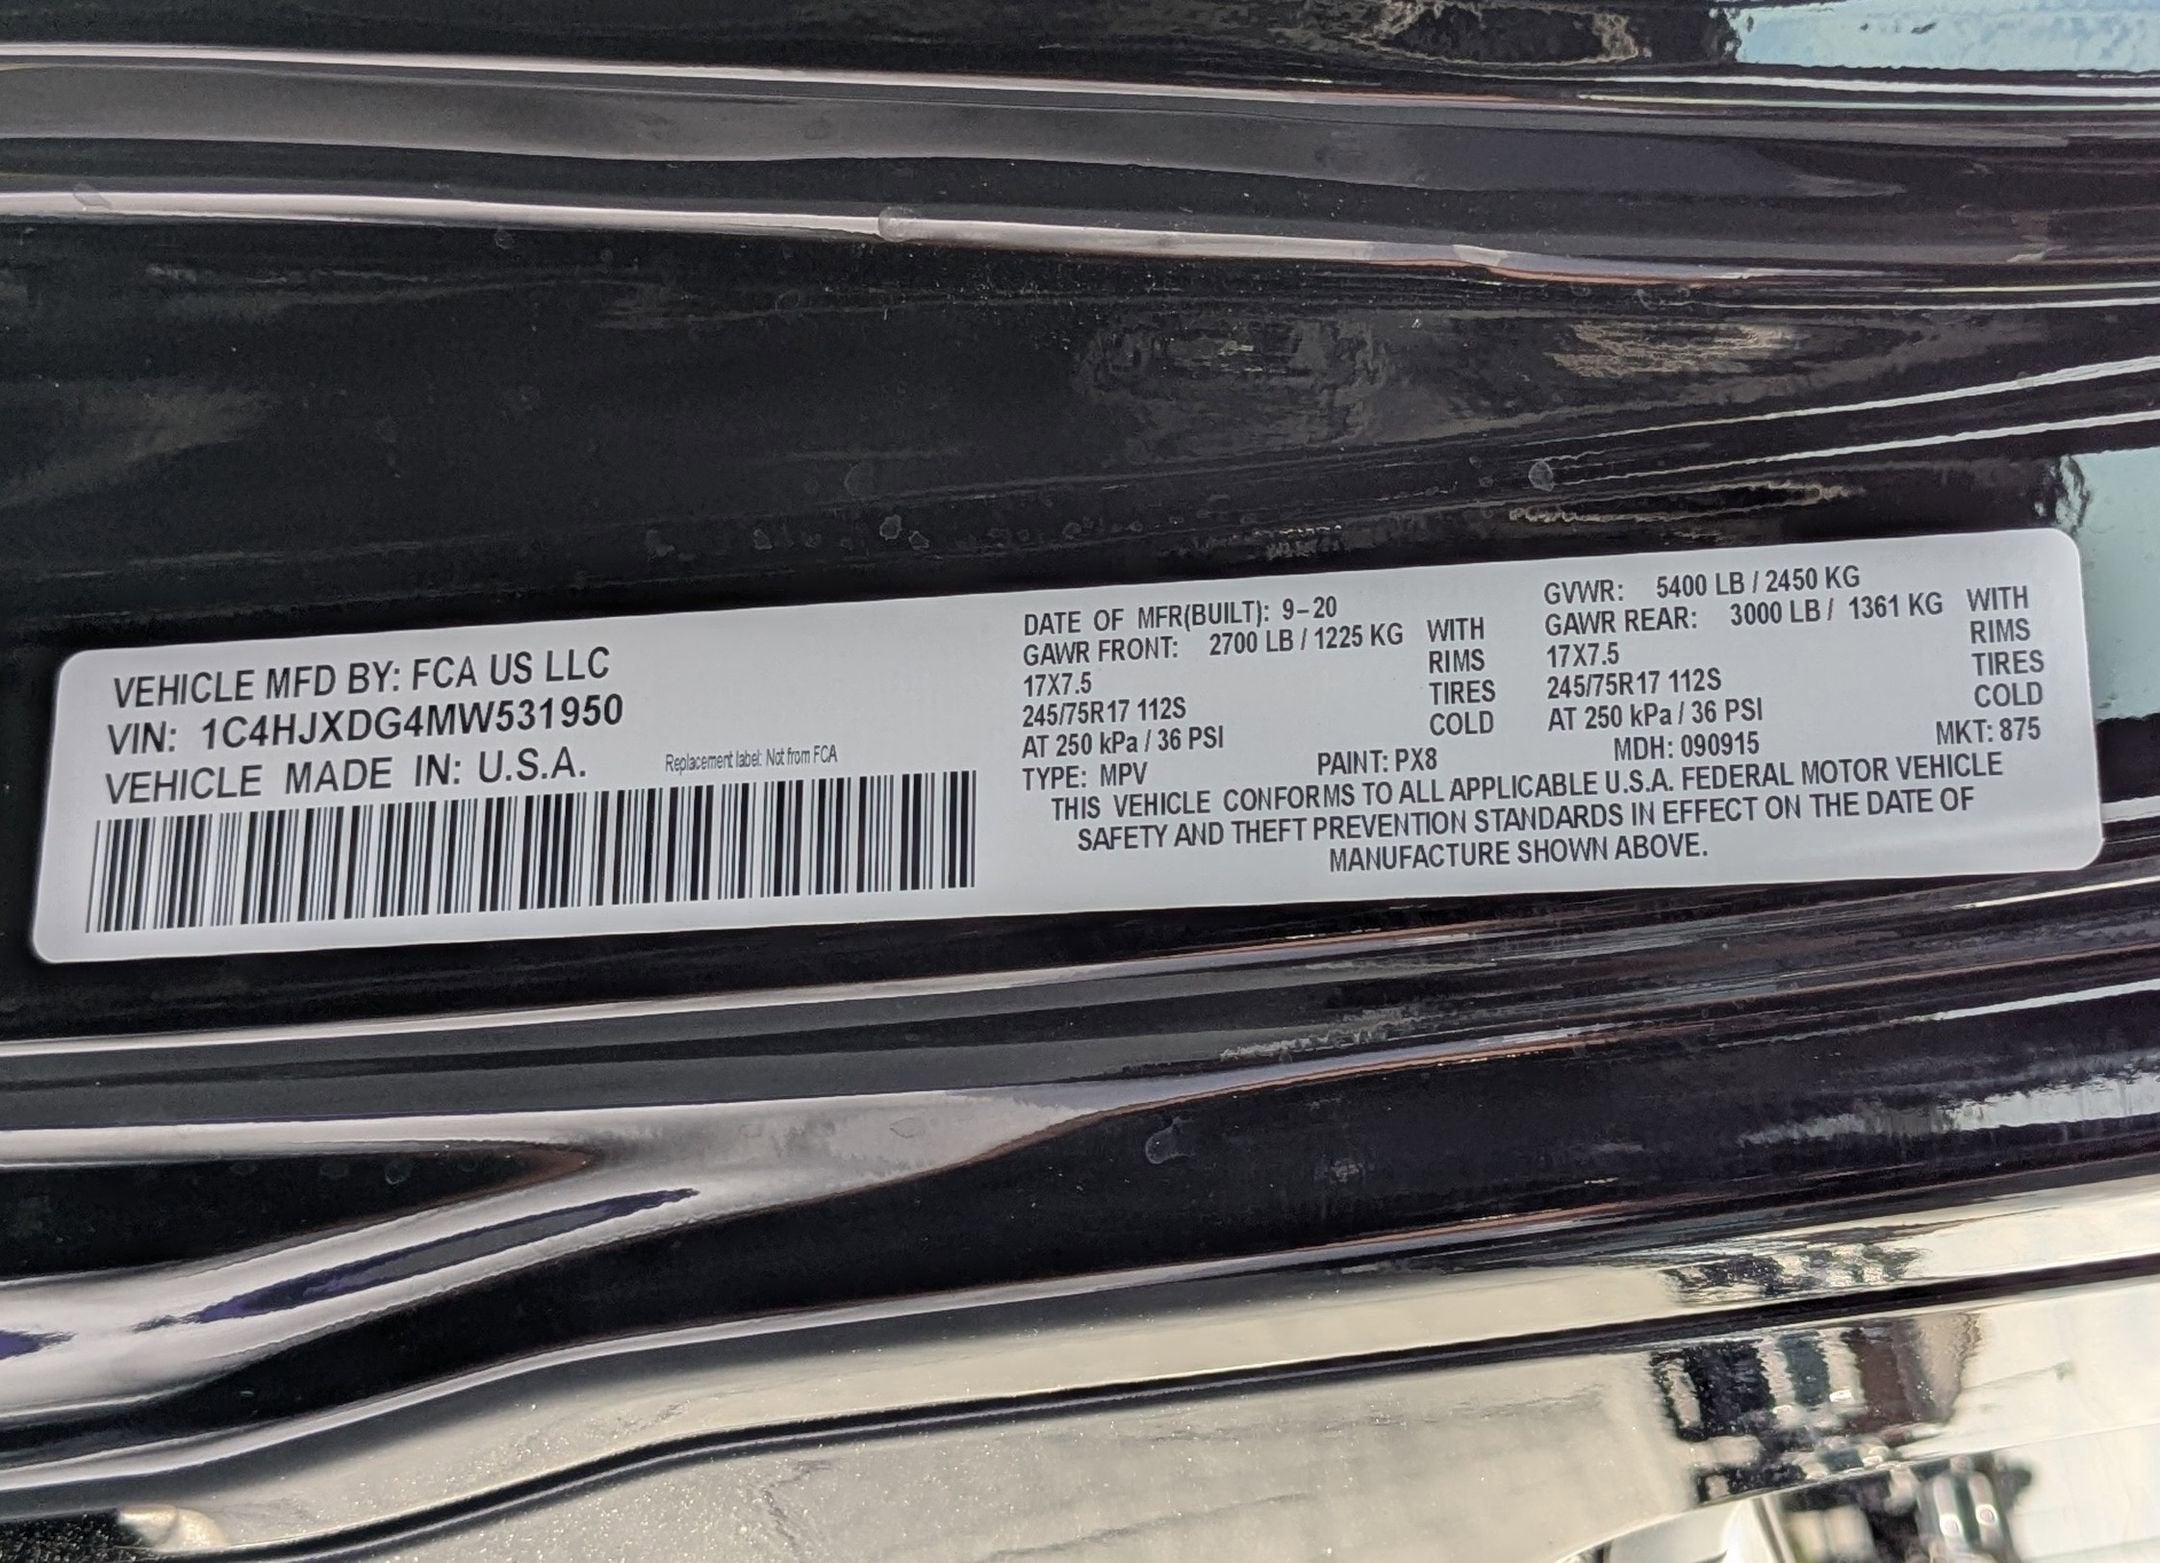 VEHICLE MFD BY: FCA US LLC
VIN: 1C4HJXDG4MW531950
VEHICLE MADE IN: U.S.A.
Replacement label: Not from FCA
DATE OF MFR(BUILT): 9-20
GAWR FRONT: 2700 LB / 1225 KG WITH
17X7.5 RIMS
245/75R17 112S TIRES
AT 250 kPa / 36 PSI COLD
GVWR: 5400 LB / 2450 KG
GAWR REAR: 3000 LB / 1361 KG WITH
17X7.5 RIMS
245/75R17 112S TIRES
AT 250 kPa / 36 PSI COLD
TYPE: MPV PAINT: PX8 MDH: 090915 MKT: 875
THIS VEHICLE CONFORMS TO ALL APPLICABLE U.S.A. FEDERAL MOTOR VEHICLE
SAFETY AND THEFT PREVENTION STANDARDS IN EFFECT ON THE DATE OF
MANUFACTURE SHOWN ABOVE.